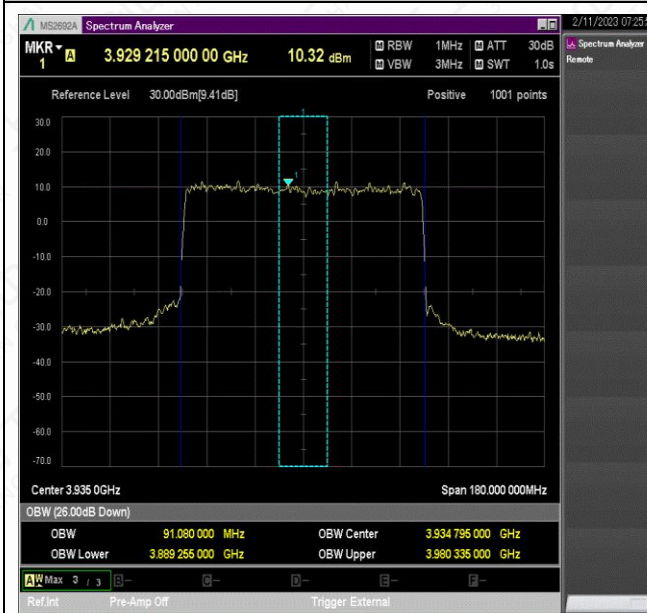 MS2692A Spectrum Analyzer
2/11/2023 07:25:
MKR 1 A 3.929 215 000 00 GHz 10.32 dBm
M RBW 1MHz M ATT 30dB
M VBW 3MHz M SWT 1.0s
Spectrum Analyzer
Remote
Reference Level 30.00dBm[9.41dB] Positive 1001 points
1
30.0
20.0
10.0
1
0.0
-10.0
-20.0
-30.0
-40.0
-50.0
-60.0
-70.0
Center 3.935 0GHz Span 180.000 000MHz
OBW (26.00dB Down)
OBW 91.080 000 MHz OBW Center 3.934 795 000 GHz
OBW Lower 3.889 255 000 GHz OBW Upper 3.980 335 000 GHz
A W Max 3 / 3 B- C- D- E- F-
Ref.Int Pre-Amp Off Trigger External